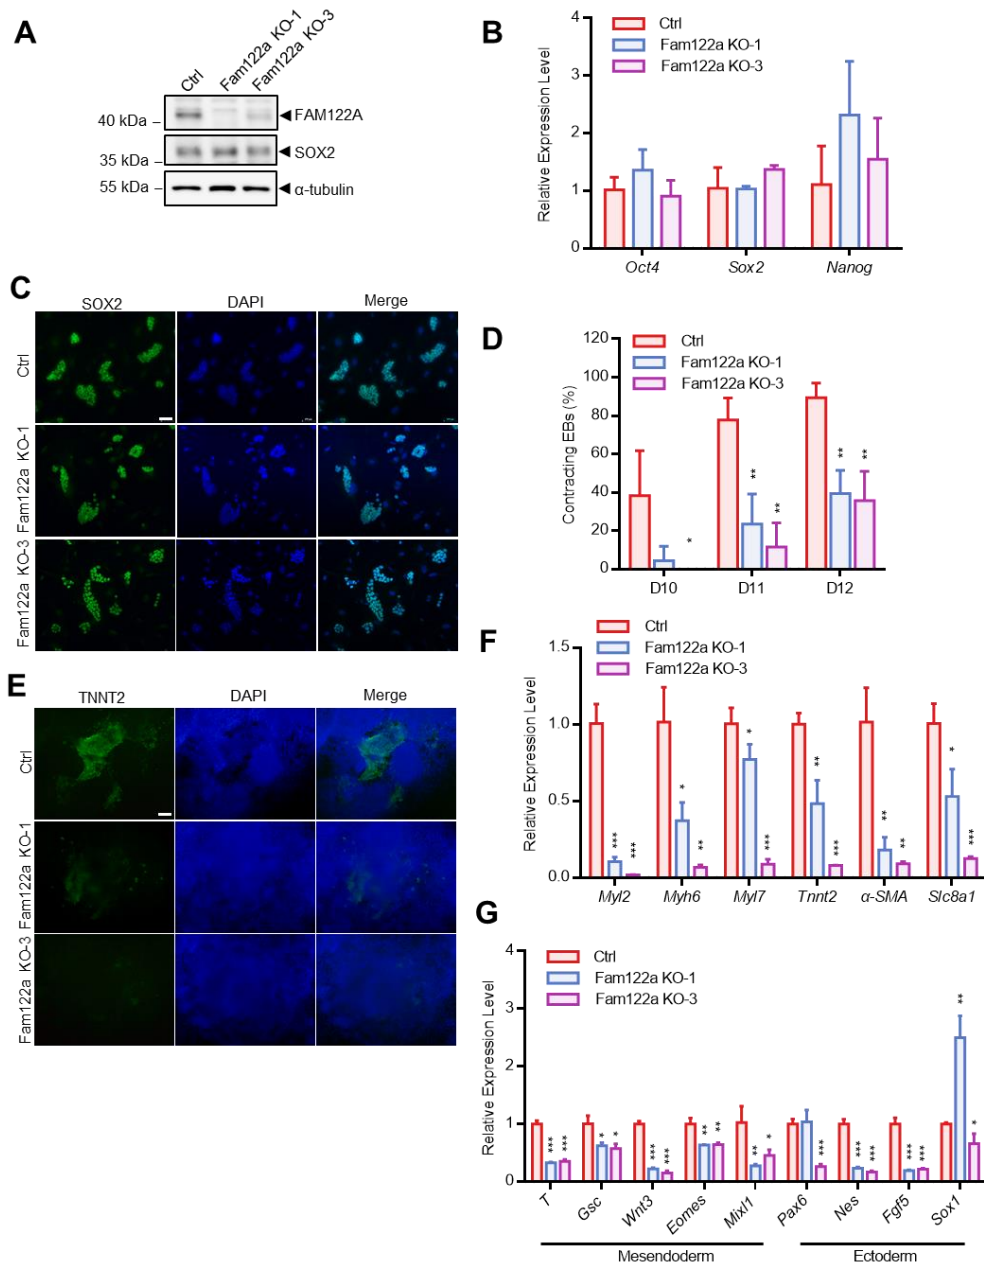 A
Ctrl
Fam122a KO-1
Fam122a KO-3
40 kDa
FAM122A
35 kDa
SOX2
55 kDa
α-tubulin
B
Ctrl
Fam122a KO-1
Fam122a KO-3
Relative Expression Level
4
3
2
1
0
Oct4 Sox2 Nanog
C
SOX2 DAPI Merge
Ctrl
Fam122a KO-1
Fam122a KO-3
D
Ctrl
Fam122a KO-1
Fam122a KO-3
Contracting EBs (%)
120
100
80
60
40
20
0
* ** ** ** **
D10 D11 D12
E
TNNT2 DAPI Merge
Ctrl
Fam122a KO-1
Fam122a KO-3
F
Ctrl
Fam122a KO-1
Fam122a KO-3
Relative Expression Level
1.5
1.0
0.5
0.0
*** *** * ** * *** ** *** ** ** * ***
Myl2 Myh6 Myl7 Tnnt2 α-SMA Slc8a1
G
Ctrl
Fam122a KO-1
Fam122a KO-3
Relative Expression Level
4
3
2
1
0
*** *** * * *** *** ** ** ** * *** *** *** *** *** ** *
T Gsc Wnt3 Eomes Mixl1 Pax6 Nes Fgf5 Sox1
Mesendoderm Ectoderm